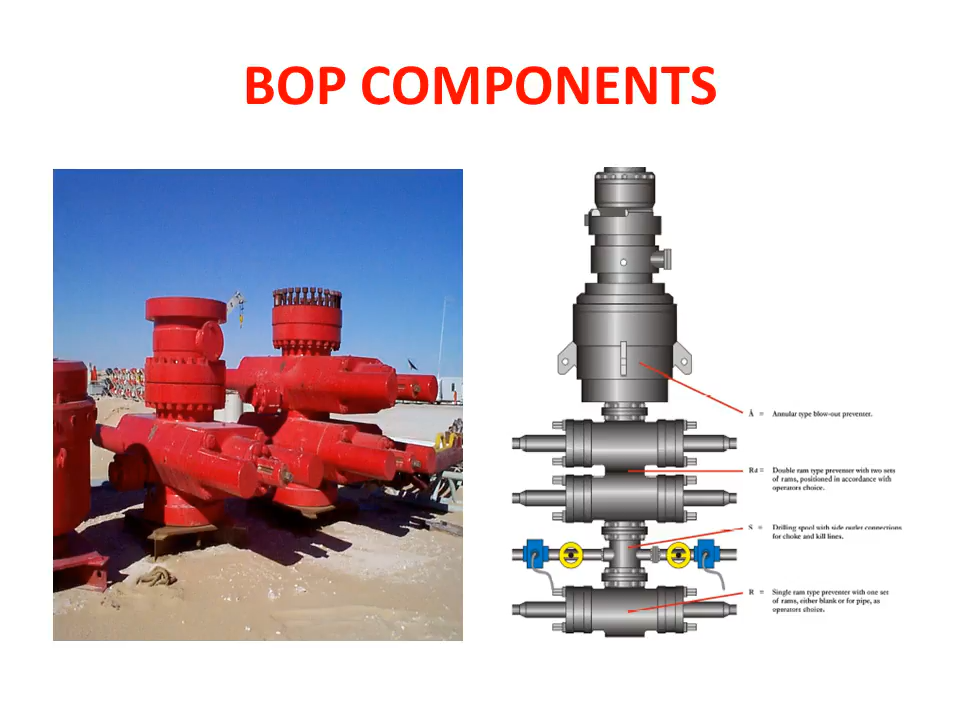 BOP COMPONENTS
A = Annular type blow-out preventer.
Rd = Double ram type preventer with two sets
of rams, positioned in accordance with
operators choice.
S = Drilling spool with side outlet connections
for choke and kill lines.
R = Single ram type preventer with one set
of rams, either blank or for pipe, as
operators choice.